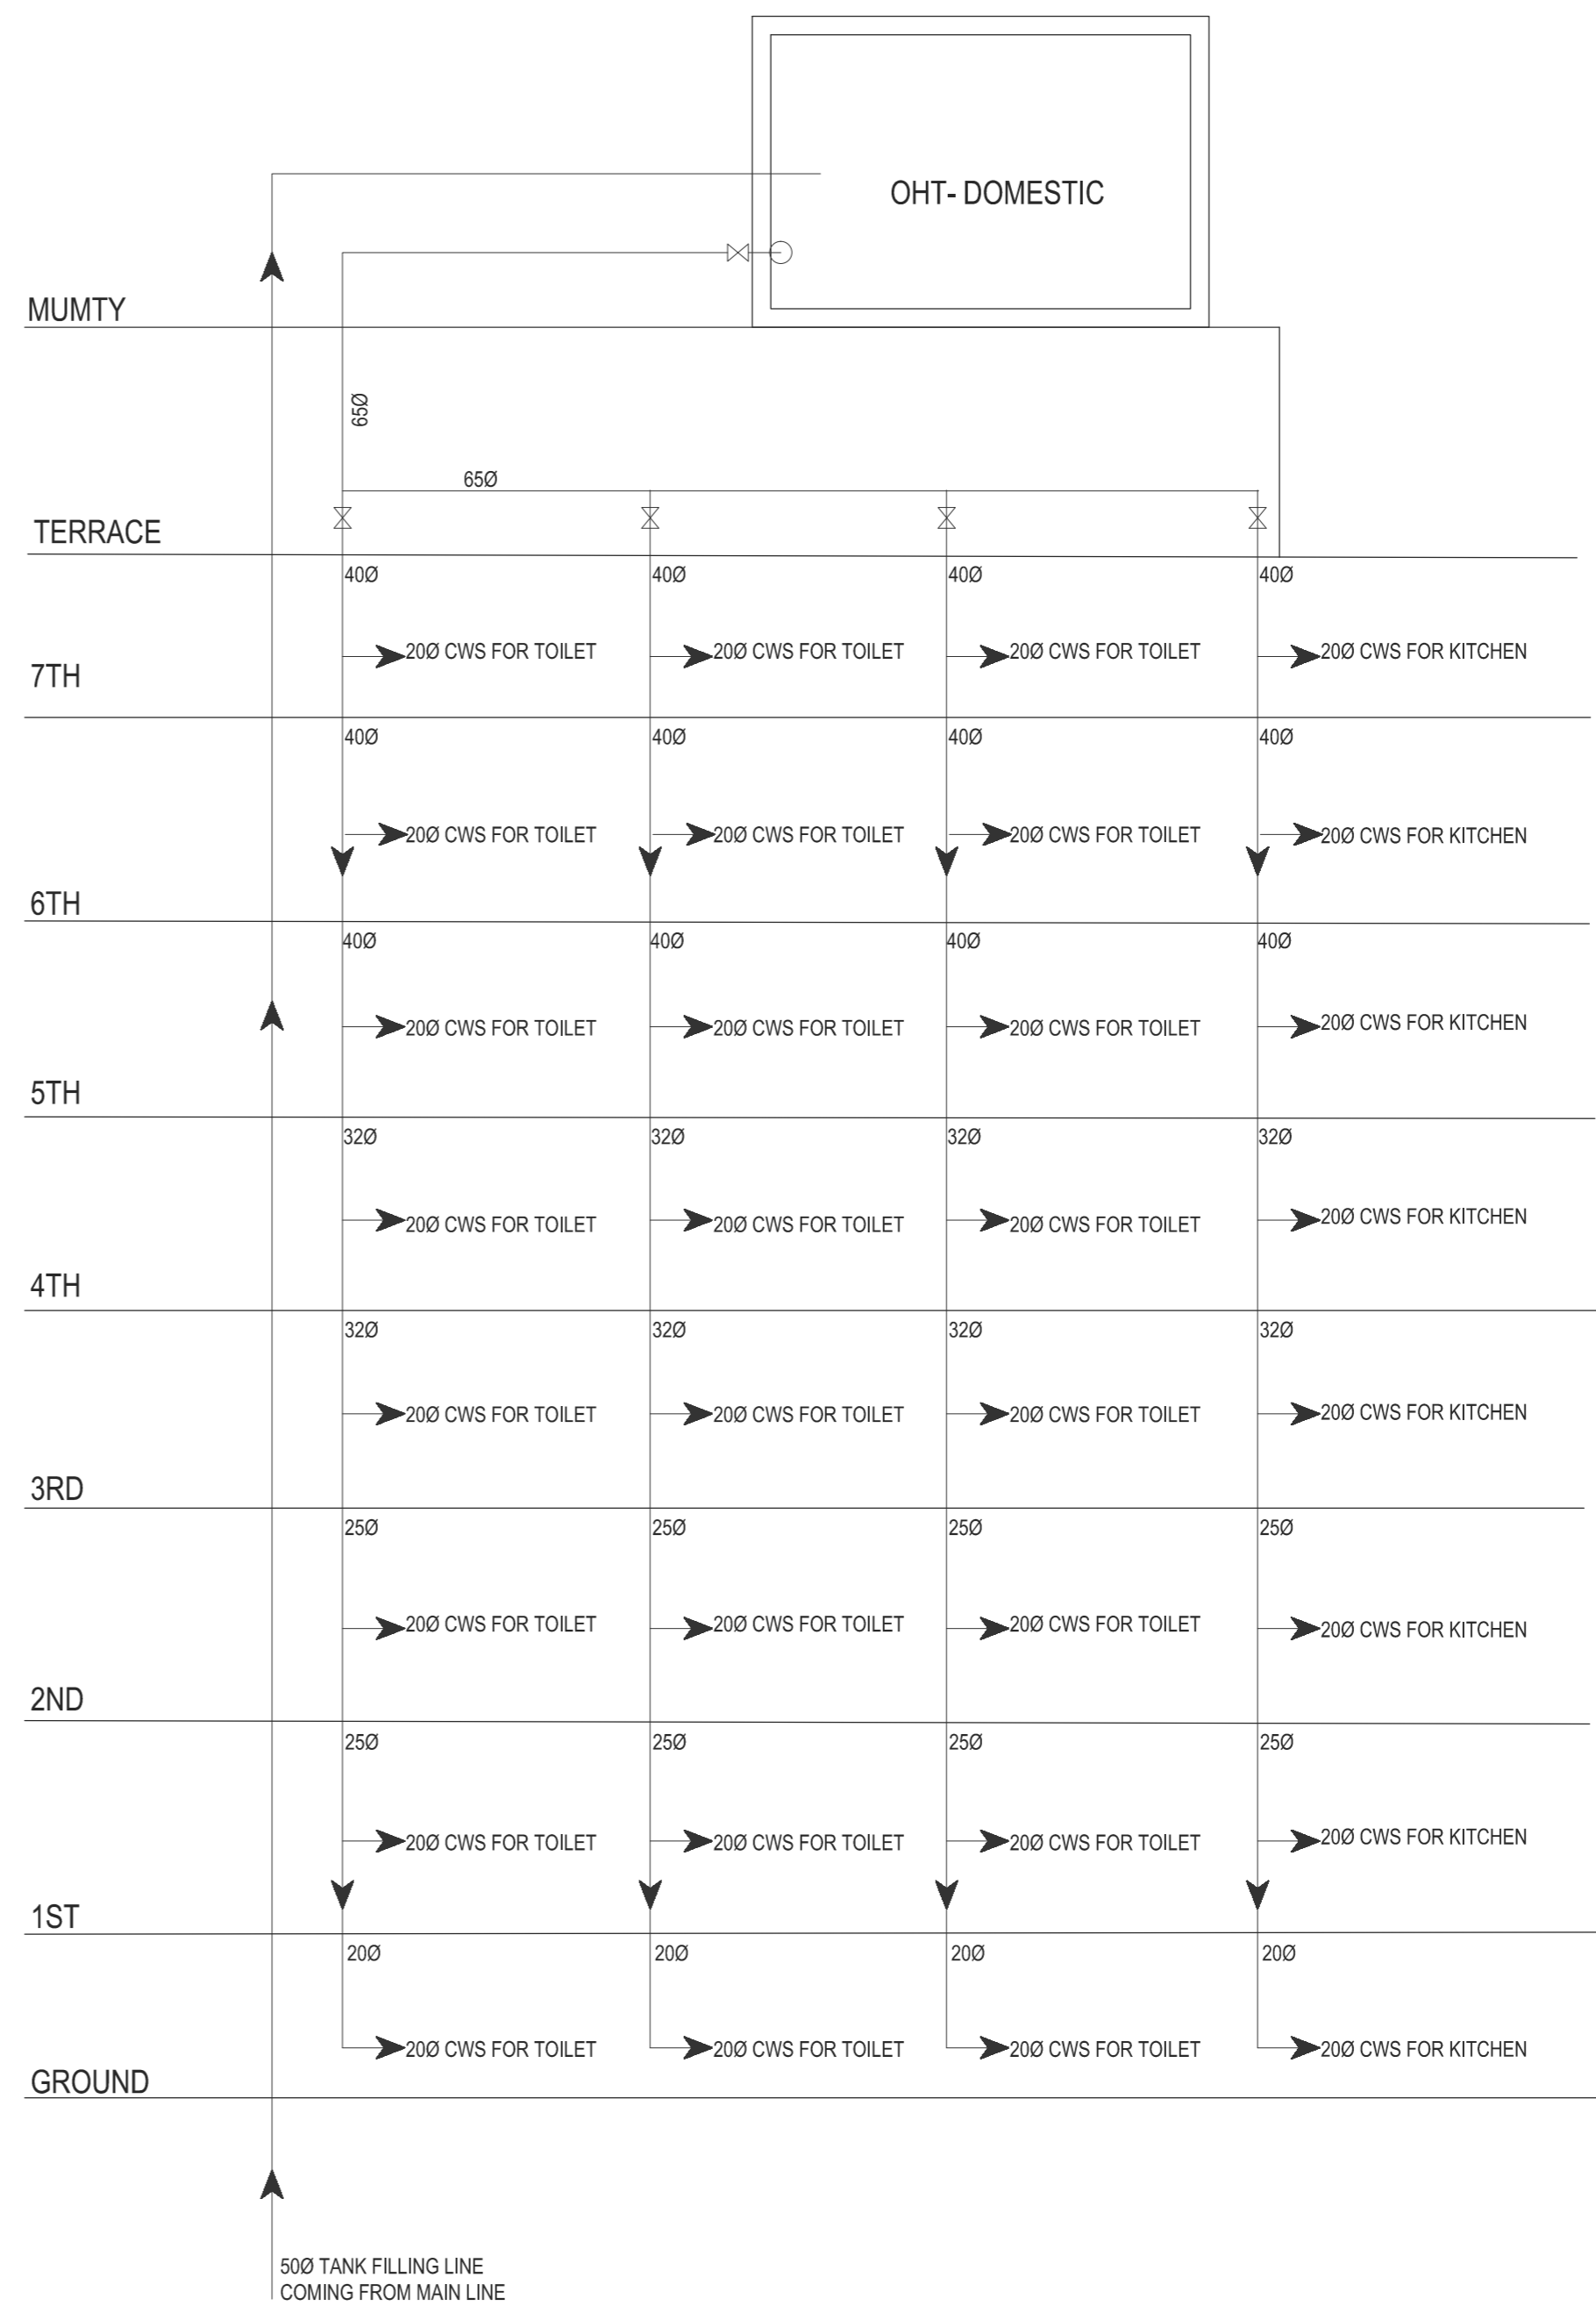 OHT- DOMESTIC
MUMTY
65Ø
65Ø
TERRACE
40Ø 40Ø 40Ø 40Ø
20Ø CWS FOR TOILET 20Ø CWS FOR TOILET 20Ø CWS FOR TOILET 20Ø CWS FOR KITCHEN
7TH
40Ø 40Ø 40Ø 40Ø
20Ø CWS FOR TOILET 20Ø CWS FOR TOILET 20Ø CWS FOR TOILET 20Ø CWS FOR KITCHEN
6TH
40Ø 40Ø 40Ø 40Ø
20Ø CWS FOR TOILET 20Ø CWS FOR TOILET 20Ø CWS FOR TOILET 20Ø CWS FOR KITCHEN
5TH
32Ø 32Ø 32Ø 32Ø
20Ø CWS FOR TOILET 20Ø CWS FOR TOILET 20Ø CWS FOR TOILET 20Ø CWS FOR KITCHEN
4TH
32Ø 32Ø 32Ø 32Ø
20Ø CWS FOR TOILET 20Ø CWS FOR TOILET 20Ø CWS FOR TOILET 20Ø CWS FOR KITCHEN
3RD
25Ø 25Ø 25Ø 25Ø
20Ø CWS FOR TOILET 20Ø CWS FOR TOILET 20Ø CWS FOR TOILET 20Ø CWS FOR KITCHEN
2ND
25Ø 25Ø 25Ø 25Ø
20Ø CWS FOR TOILET 20Ø CWS FOR TOILET 20Ø CWS FOR TOILET 20Ø CWS FOR KITCHEN
1ST
20Ø 20Ø 20Ø 20Ø
20Ø CWS FOR TOILET 20Ø CWS FOR TOILET 20Ø CWS FOR TOILET 20Ø CWS FOR KITCHEN
GROUND
50Ø TANK FILLING LINE
COMING FROM MAIN LINE